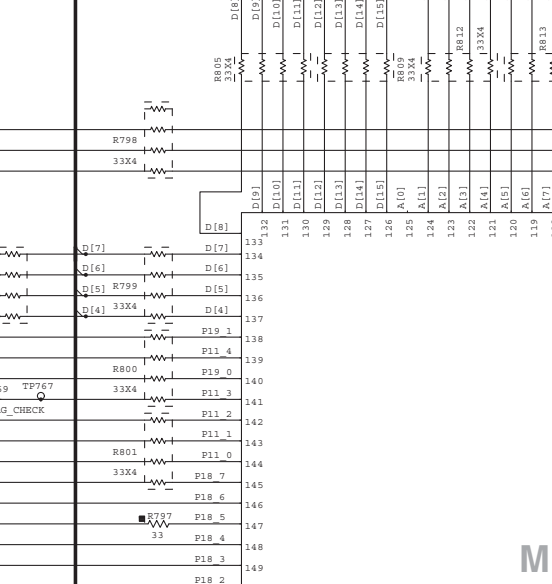 D[8]
D[9]
D[10]
D[11]
D[12]
D[13]
D[14]
D[15]
R805
33X4
R809
33X4
R812
33X4
R813
R798
33X4
D[9]
D[10]
D[11]
D[12]
D[13]
D[14]
D[15]
A[0]
A[1]
A[2]
A[3]
A[4]
A[5]
A[6]
A[7]
132
131
130
129
128
127
126
125
124
123
122
121
120
119
D[8]
133
D[7]
D[7]
134
D[6]
D[6]
135
D[5]
R799
D[5]
136
D[4]
33X4
D[4]
137
P19_1
138
P11_4
139
R800
P19_0
140
TP767
33X4
P11_3
141
G_CHECK
P11_2
142
P11_1
143
R801
P11_0
144
33X4
P18_7
145
P18_6
146
R797
P18_5
147
33
P18_4
148
P18_3
149
P18_2
M